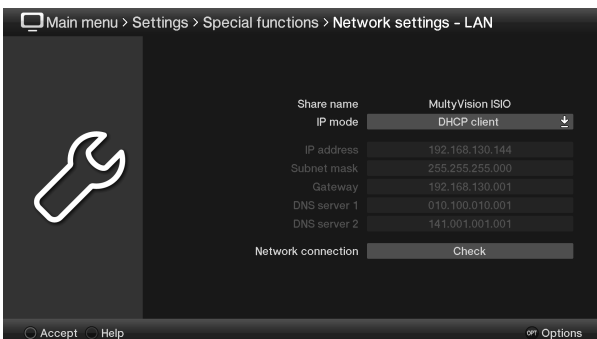 Main menu > Settings > Special functions > Network settings - LAN
Share name MultyVision ISIO
IP mode DHCP client
IP address 192.168.130.144
Subnet mask 255.255.255.000
Gateway 192.168.130.001
DNS server 1 010.100.010.001
DNS server 2 141.001.001.001
Network connection Check
Accept Help OPT Options